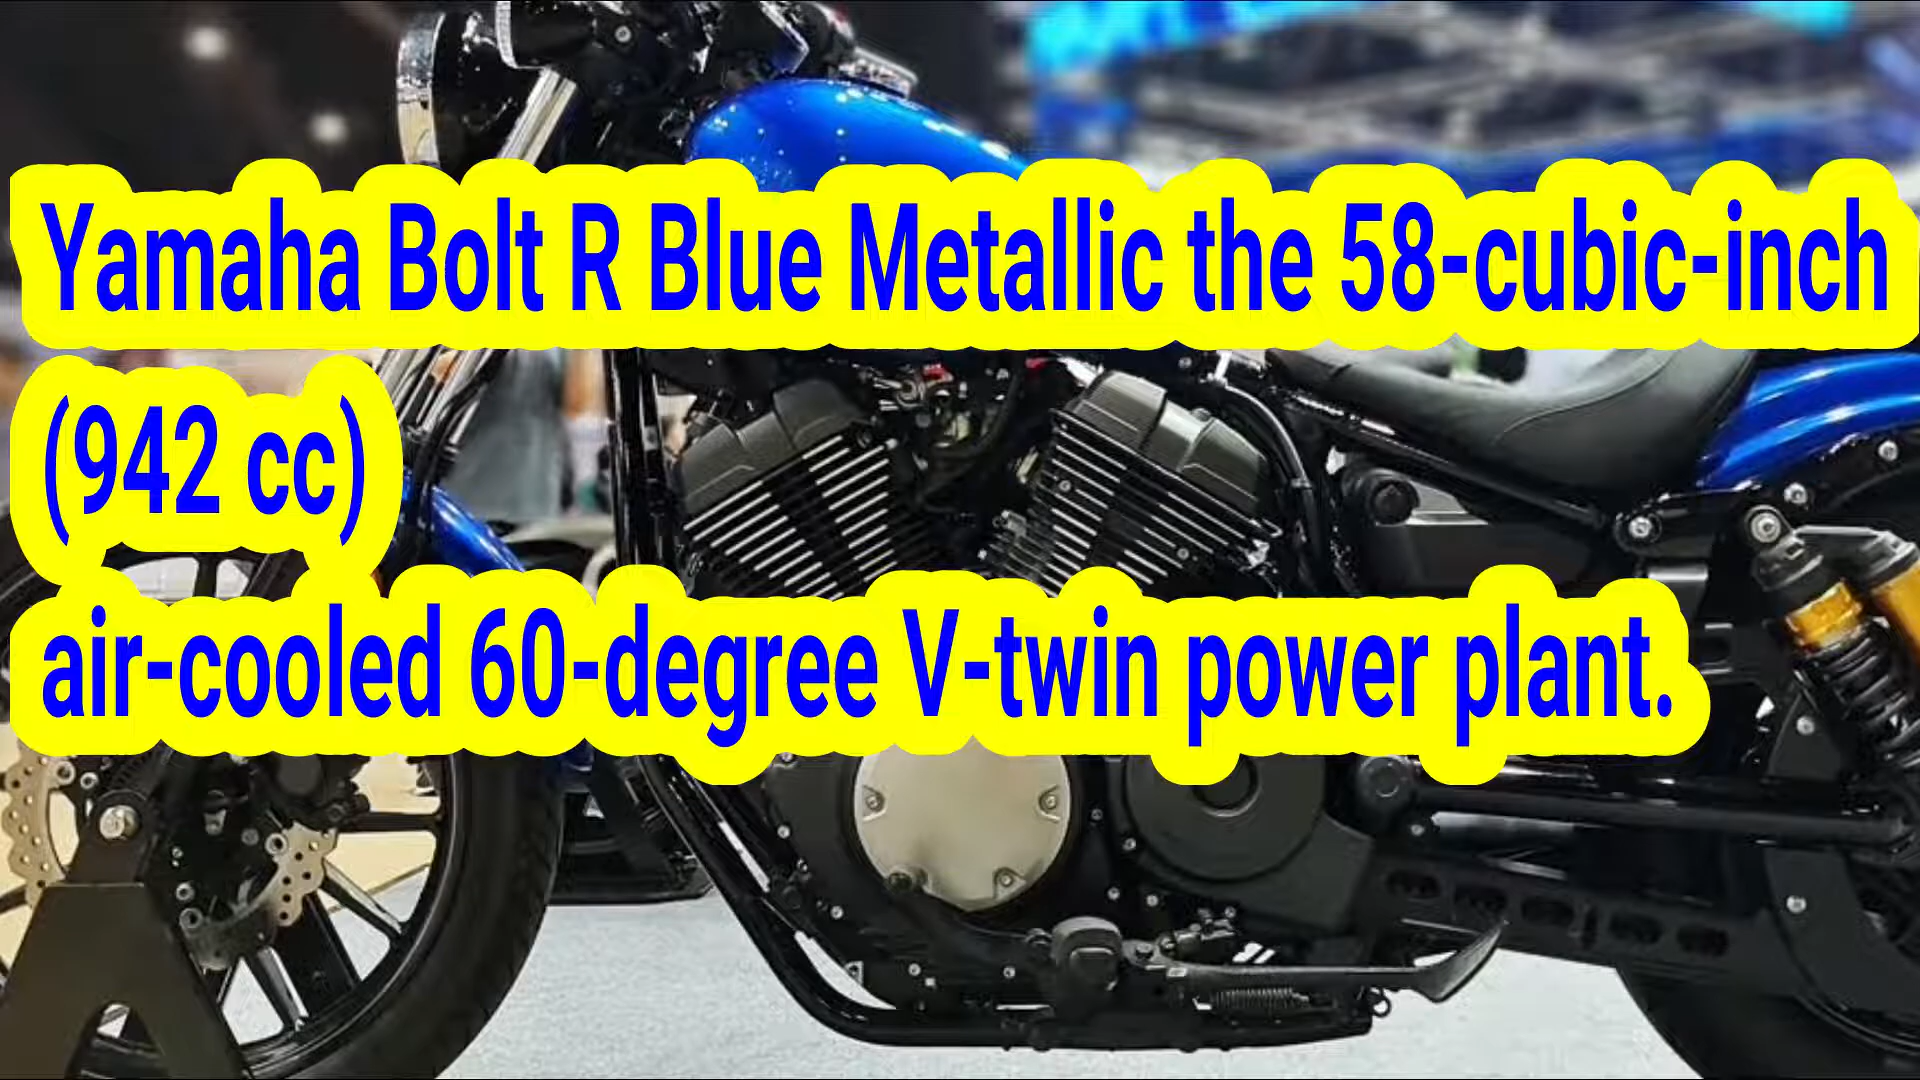 Yamaha Bolt R Blue Metallic the 58-cubic-inch
(942 cc)
air-cooled 60-degree V-twin power plant.